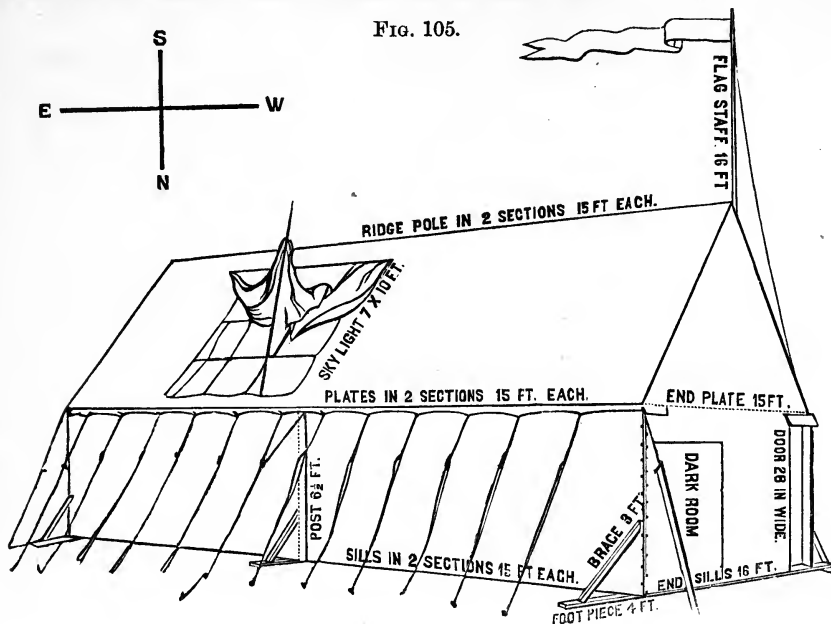 FIG. 105.
S
E W
N
FLAG STAFF. 16 FT
RIDGE POLE IN 2 SECTIONS 15 FT EACH.
SKY LIGHT 7 X 10 FT.
PLATES IN 2 SECTIONS 15 FT. EACH.
END PLATE 15 FT.
POST 6½ FT.
DARK ROOM
DOOR 28 IN WIDE.
BRACE 3 FT
SILLS IN 2 SECTIONS 15 FT EACH.
END SILLS 16 FT.
FOOT PIECE 4 FT.